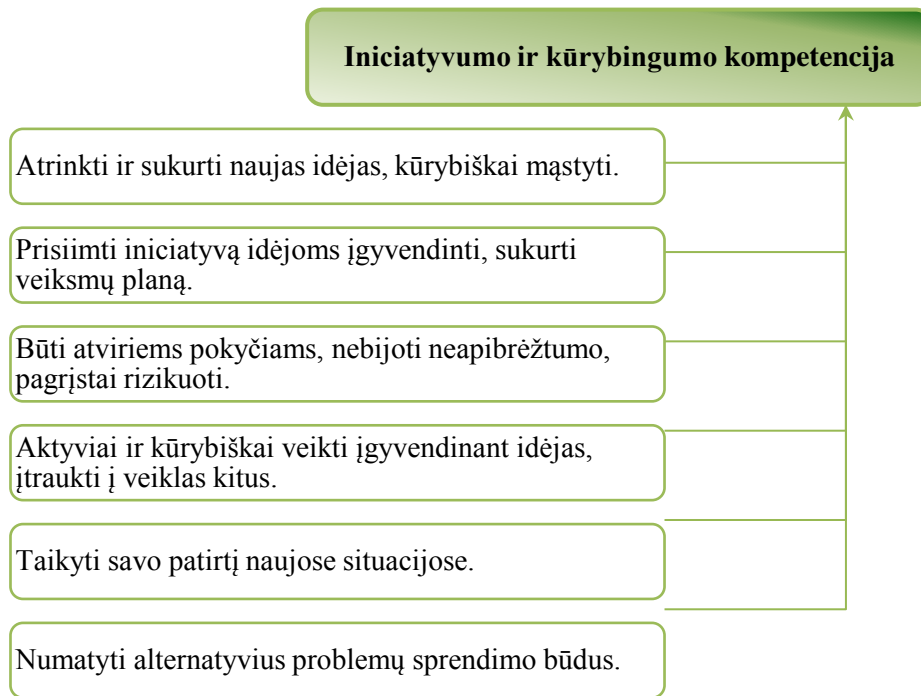 Iniciatyvumo ir kūrybingumo kompetencija
Atrinkti ir sukurti naujas idėjas, kūrybiškai mąstyti.
Prisiimti iniciatyvą idėjoms įgyvendinti, sukurti
veiksmų planą.
Būti atviriems pokyčiams, nebijoti neapibrėžtumo,
pagrįstai rizikuoti.
Aktyviai ir kūrybiškai veikti įgyvendinant idėjas,
įtraukti į veiklas kitus.
Taikyti savo patirtį naujose situacijose.
Numatyti alternatyvius problemų sprendimo būdus.